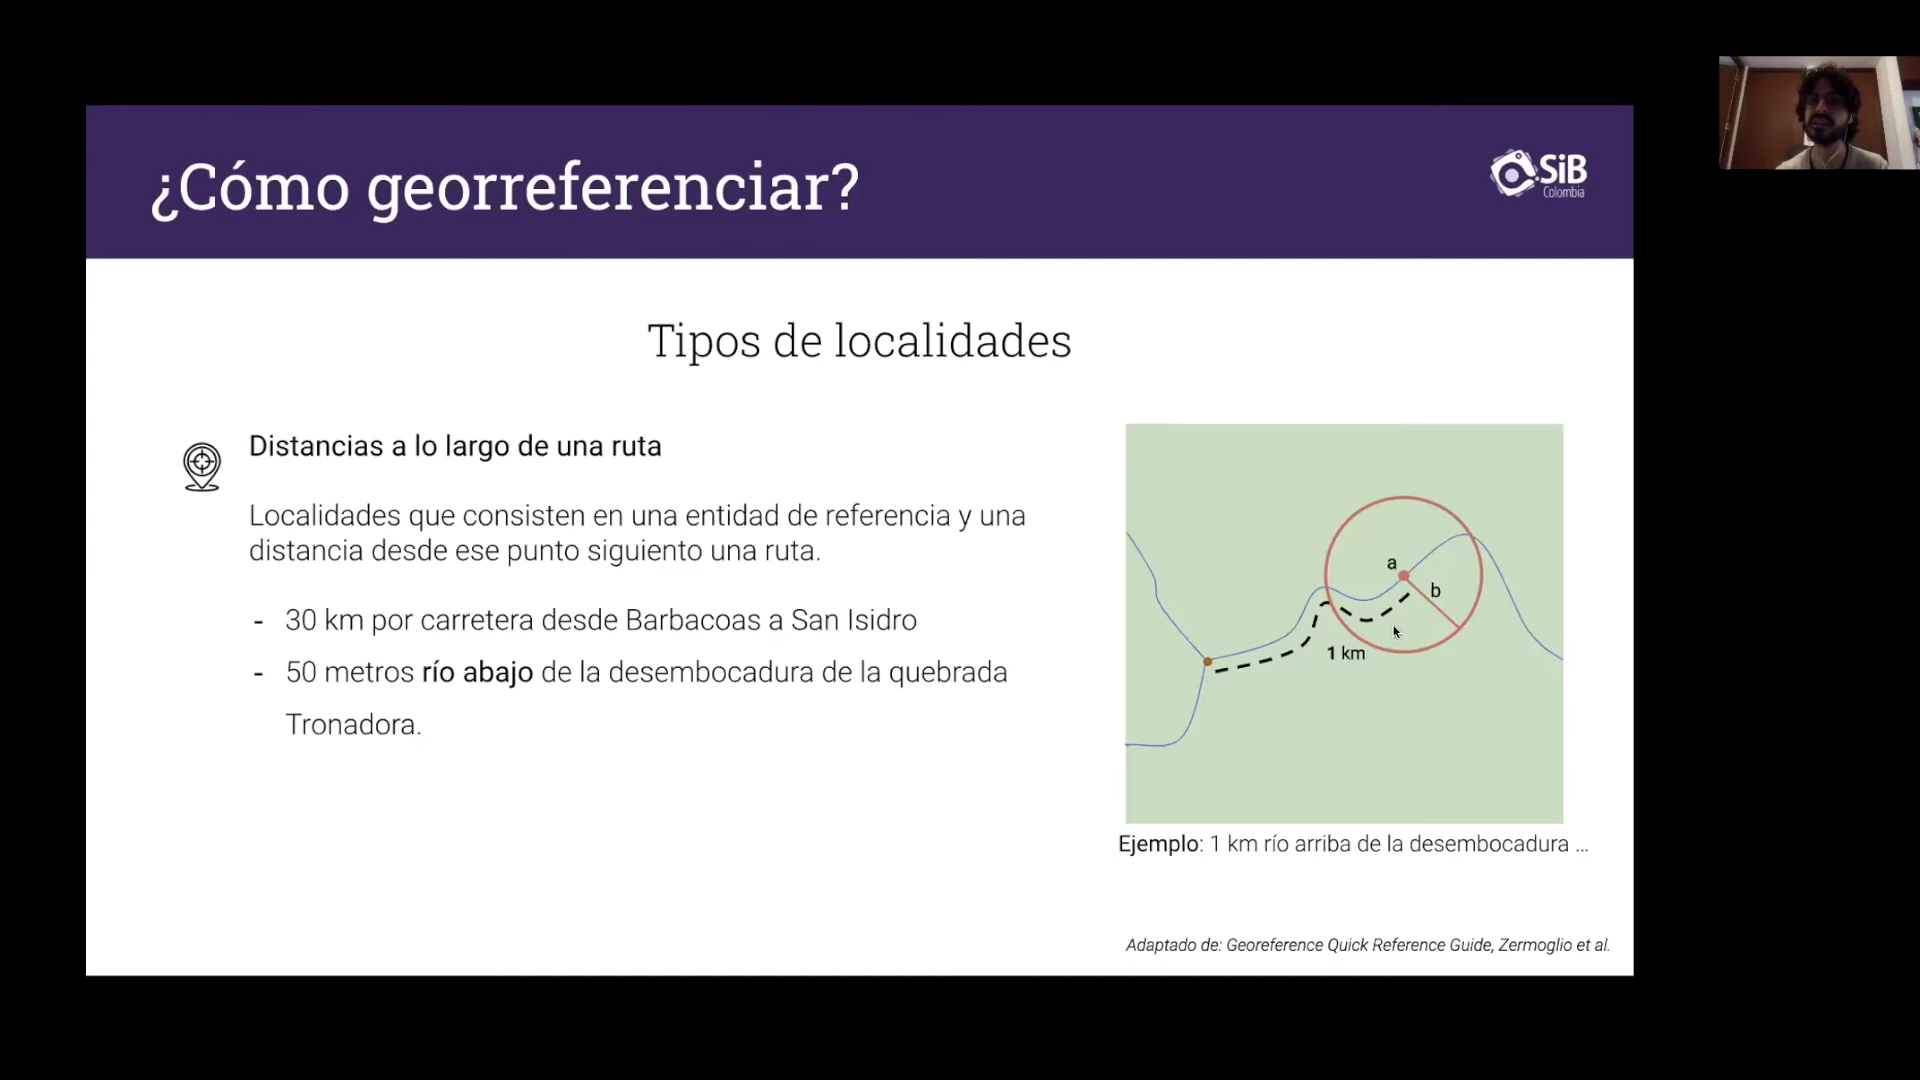 ¿Cómo georreferenciar?
SiB
Colombia
Tipos de localidades
Distancias a lo largo de una ruta
Localidades que consisten en una entidad de referencia y una
distancia desde ese punto siguiento una ruta.
- 30 km por carretera desde Barbacoas a San Isidro
- 50 metros río abajo de la desembocadura de la quebrada
Tronadora.
a
b
1 km
Ejemplo: 1 km río arriba de la desembocadura ...
Adaptado de: Georeference Quick Reference Guide, Zermoglio et al.